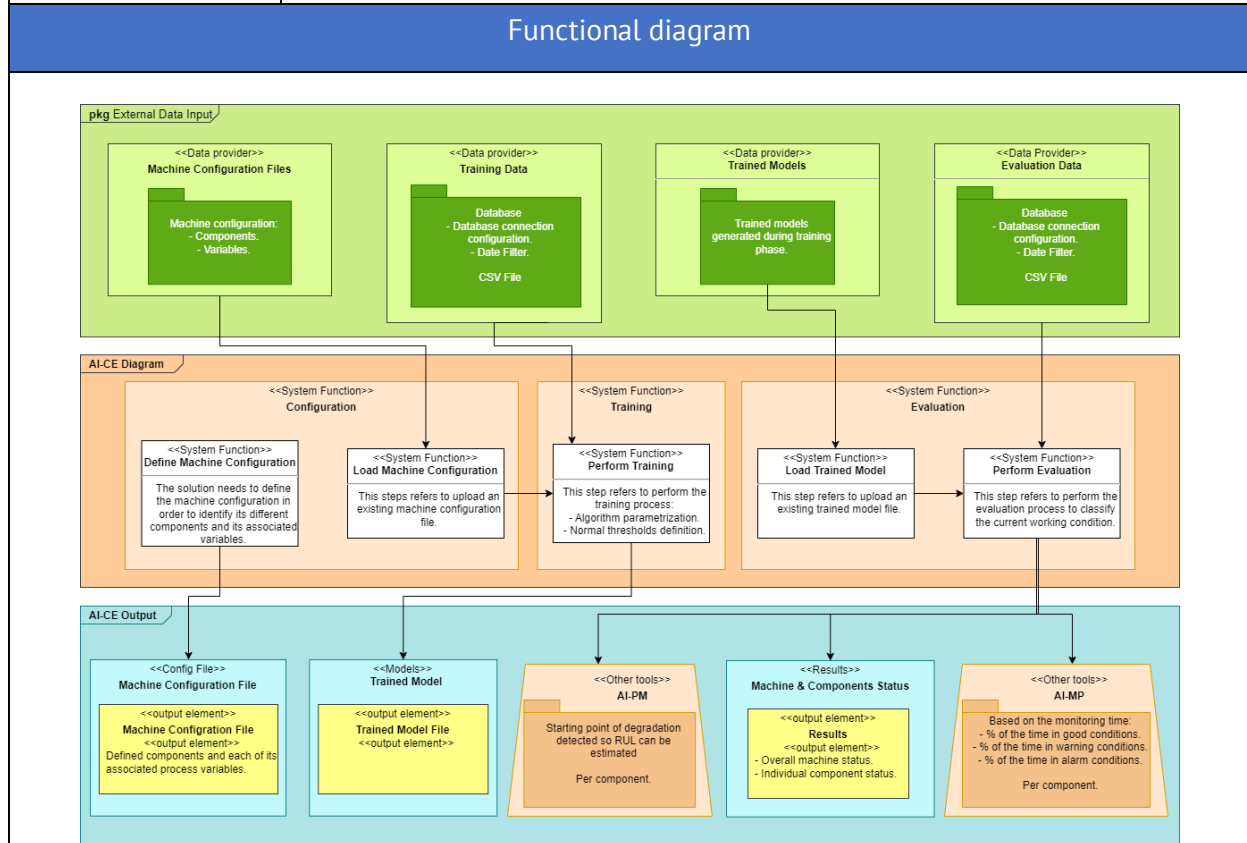 Functional diagram
pkg External Data Input
<<Data provider>>
Machine Configuration Files
Machine configuration:
- Components.
- Variables.
<<Data provider>>
Training Data
Database
- Database connection
configuration.
- Date Filter.
CSV File
<<Data provider>>
Trained Models
Trained models
generated during training
phase.
<<Data Provider>>
Evaluation Data
Database
- Database connection
configuration.
- Date Filter.
CSV File
AI-CE Diagram
<<System Function>>
Configuration
<<System Function>>
Define Machine Configuration
The solution needs to define
the machine configuration in
order to identify its different
components and its associated
variables.
<<System Function>>
Load Machine Configuration
This steps refers to upload an
existing machine configuration
file.
<<System Function>>
Training
<<System Function>>
Perform Training
This step refers to perform the
training process:
- Algorithm parametrization.
- Normal thresholds definition.
<<System Function>>
Evaluation
<<System Function>>
Load Trained Model
This step refers to upload an
existing trained model file.
<<System Function>>
Perform Evaluation
This step refers to perform the
evaluation process to classify
the current working condition.
AI-CE Output
<<Config File>>
Machine Configuration File
<<output element>>
Machine Configration File
<<output element>>
Defined components and each of its
associated process variables.
<<Models>>
Trained Model
<<output element>>
Trained Model File
<<output element>>
<<Other tools>>
AI-PM
Starting point of degradation
detected so RUL can be
estimated
Per component.
<<Results>>
Machine & Components Status
<<output element>>
Results
<<output element>>
- Overall machine status.
- Individual component status.
<<Other tools>>
AI-MP
Based on the monitoring time:
- % of the time in good conditions.
- % of the time in warning conditions.
- % of the time in alarm conditions.
Per component.